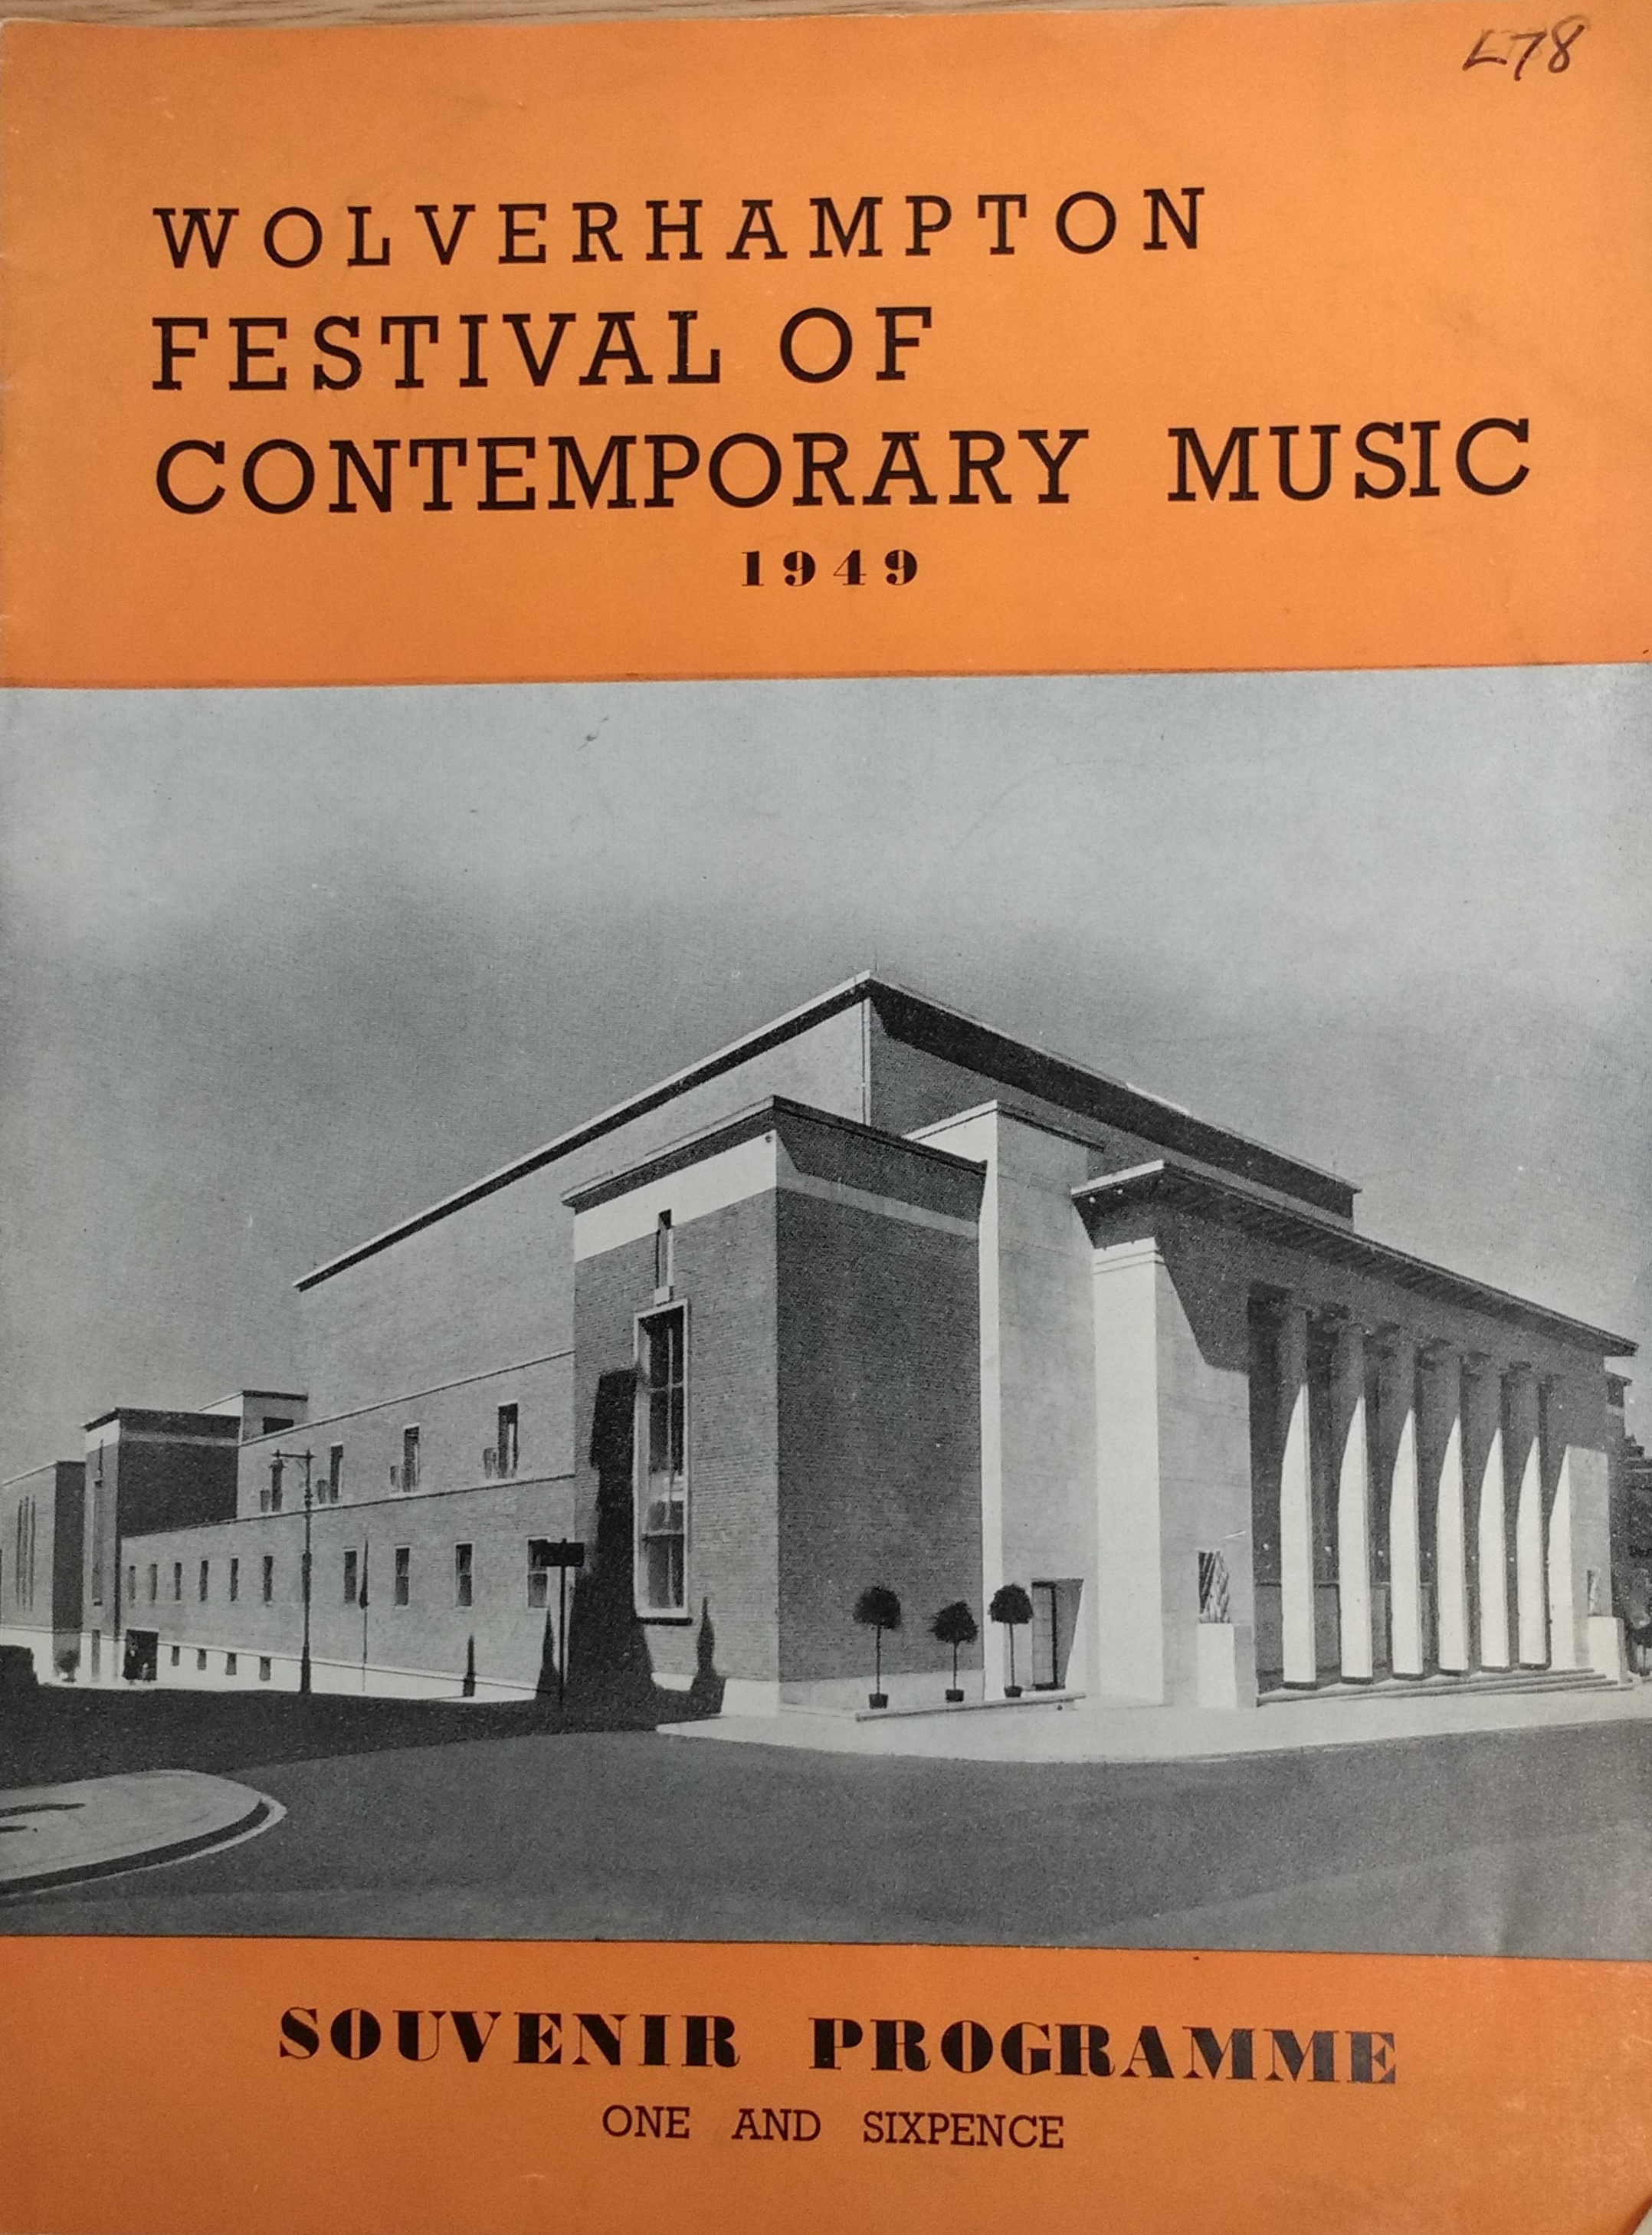 L78
WOLVERHAMPTON
FESTIVAL OF
CONTEMPORARY MUSIC
1949
SOUVENIR PROGRAMME
ONE AND SIXPENCE